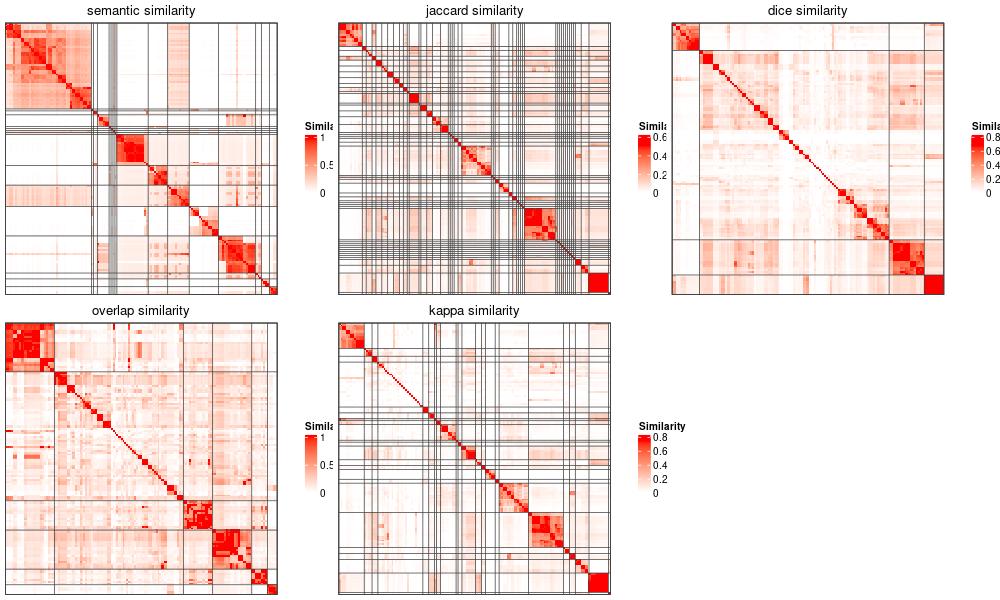 semantic similarity
jaccard similarity
dice similarity
Simila
1
0.5
0
Simila
0.6
0.4
0.2
0
Simila
0.8
0.6
0.4
0.2
0
overlap similarity
kappa similarity
Simila
1
0.5
0
Similarity
0.8
0.6
0.4
0.2
0